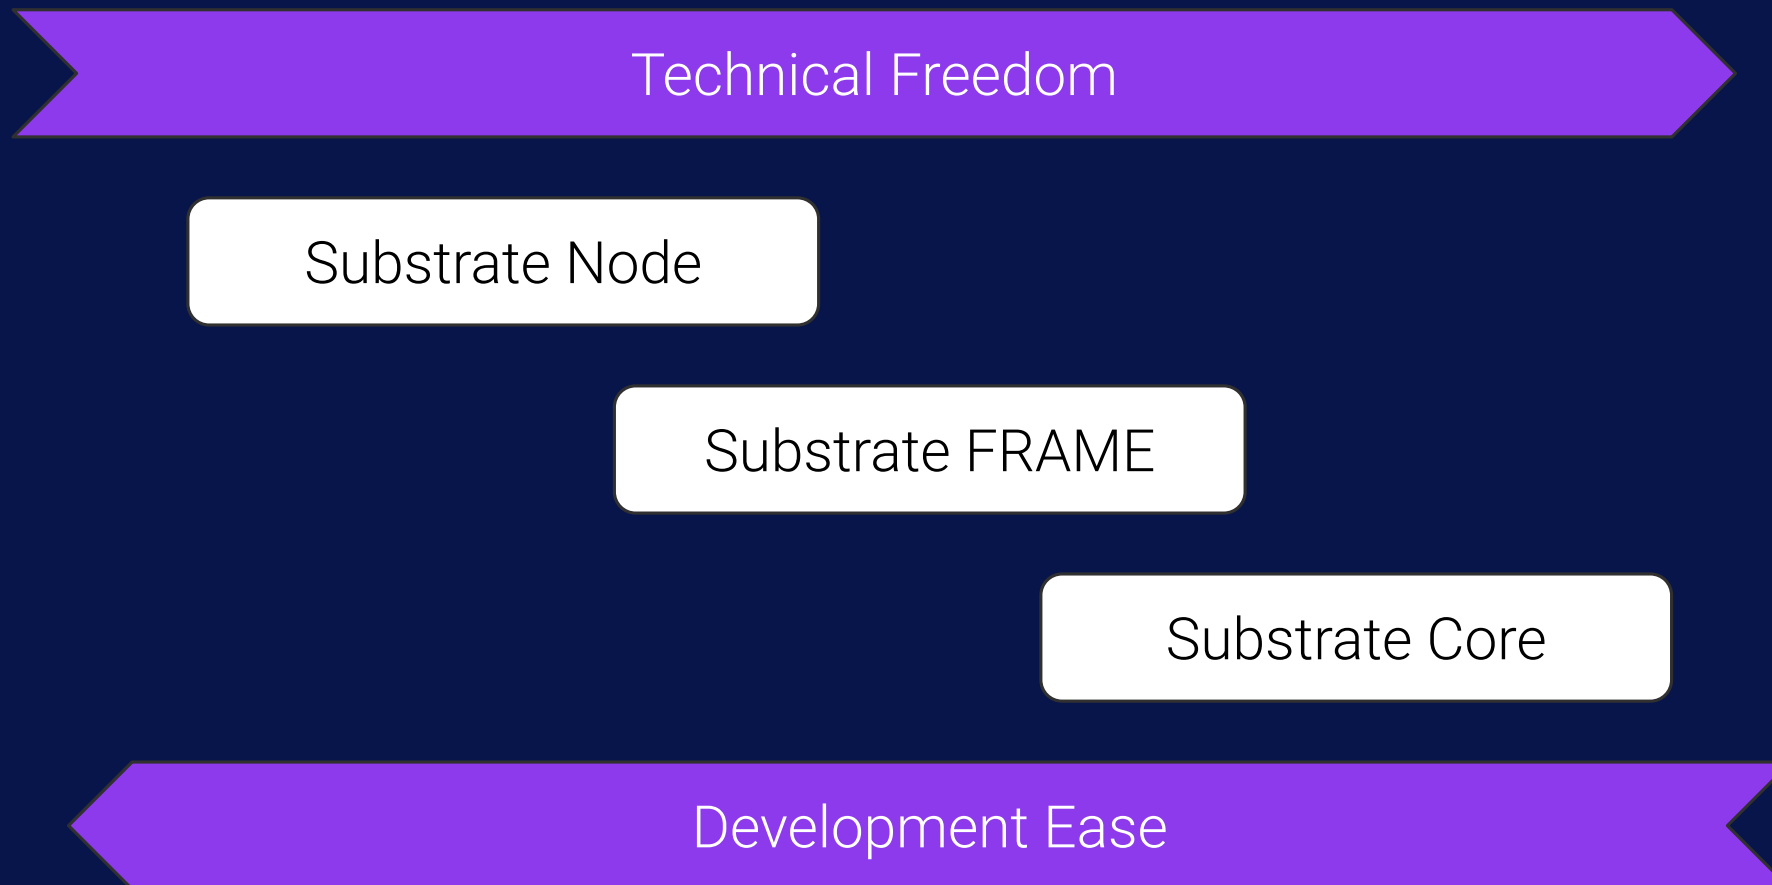 Technical Freedom
Substrate Node
Substrate FRAME
Substrate Core
Development Ease